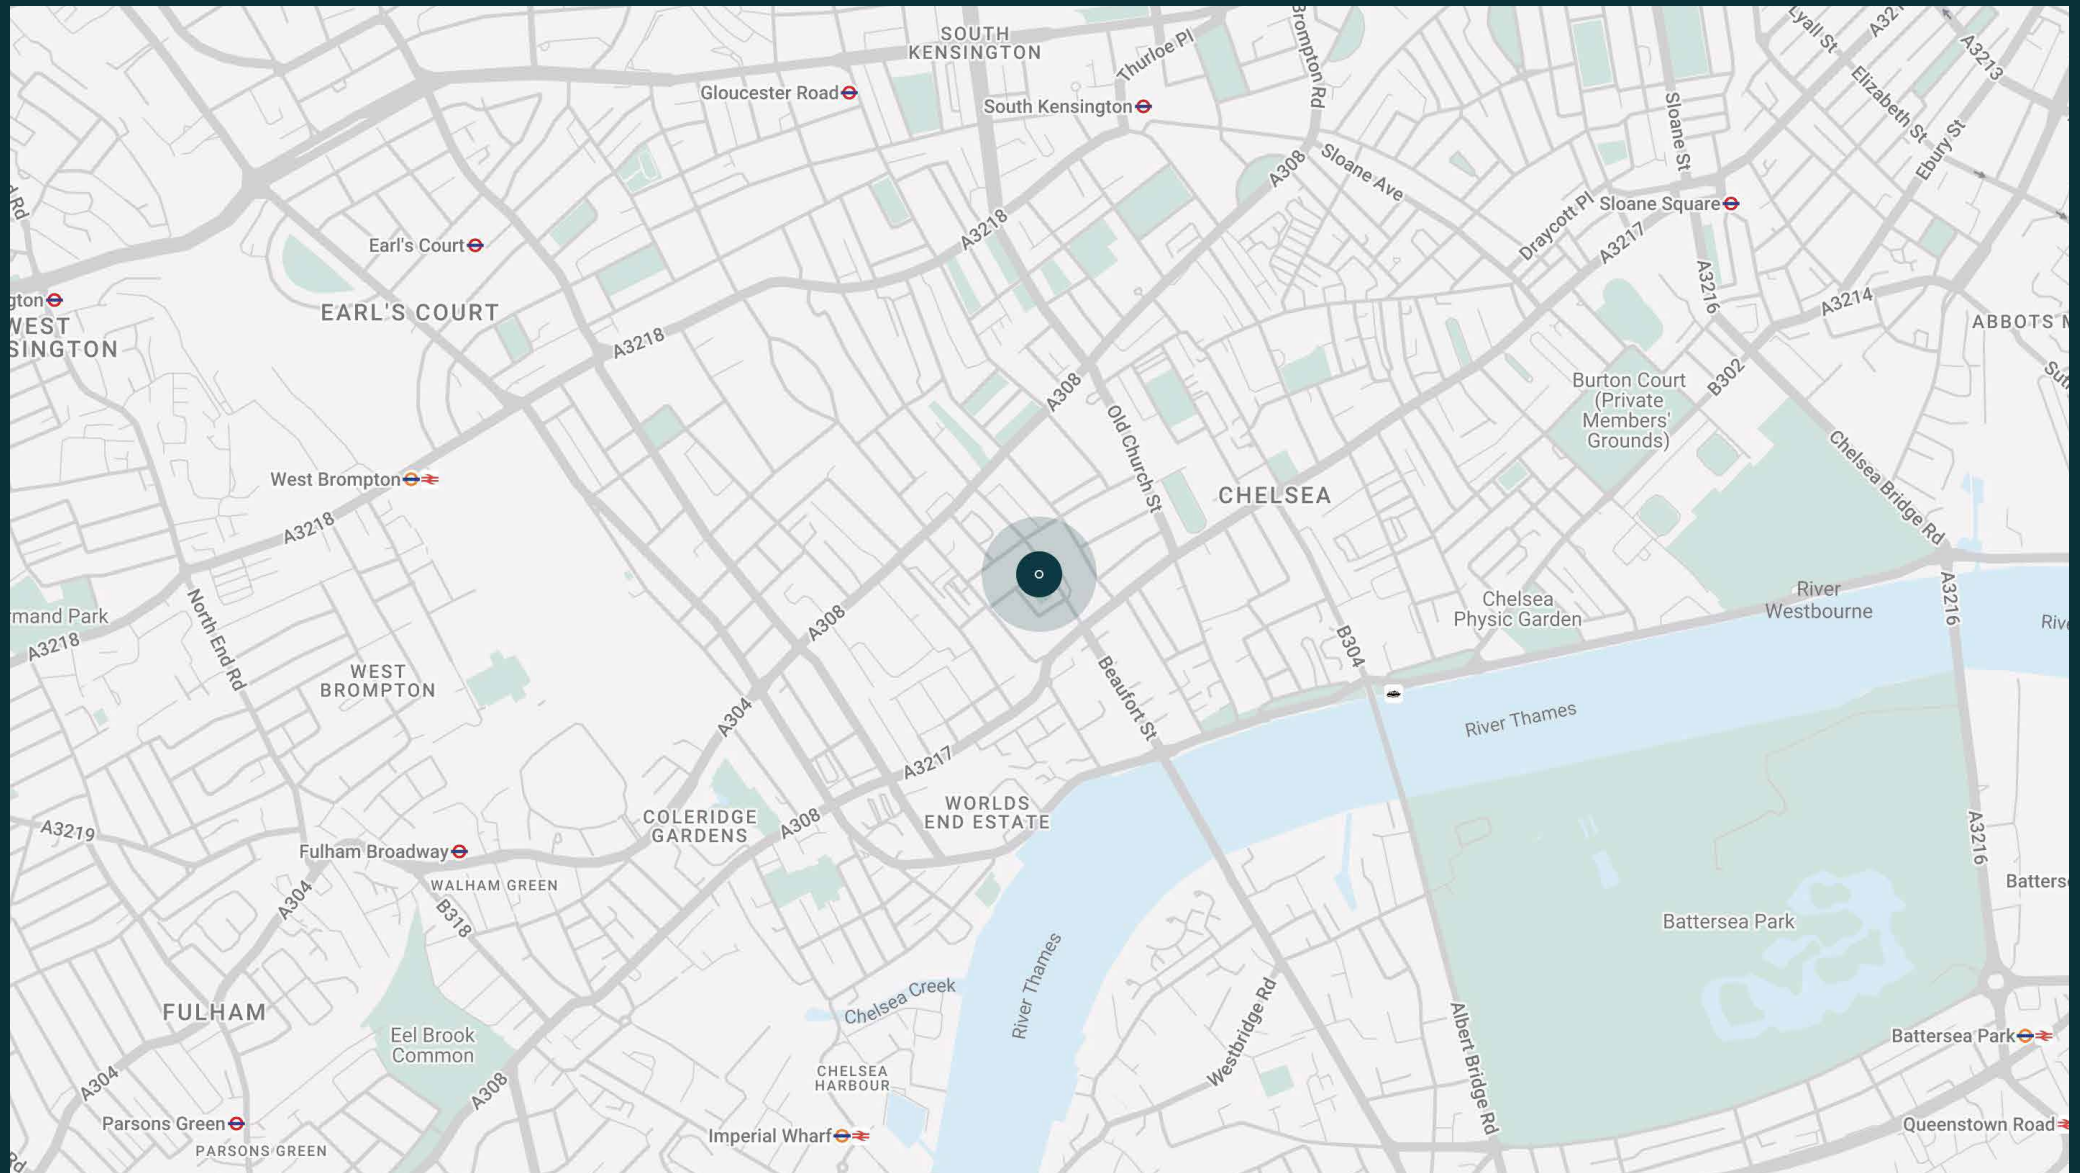 SOUTH
KENSINGTON
Thurloe Pl
Brompton Rd
Lyall St
A3213
Elizabeth St
Ebury St
Sloane St
Gloucester Road
South Kensington
A308
Sloane Ave
Draycott Pl
Sloane Square
A3217
A3216
A3214
Rd
Earl's Court
A3218
EARL'S COURT
A3218
WEST
ABBOTS
Burton Court
(Private
Members'
Grounds)
B302
A308
Old Church St
CHELSEA
Chelsea Bridge Rd
West Brompton
A3218
North End Rd
A3218
A308
WEST
BROMPTON
A304
Beaufort St
B304
Chelsea
Physic Garden
River
Westbourne
A3216
River Thames
A3217
WORLDS
END ESTATE
COLERIDGE
GARDENS
A308
A3219
Fulham Broadway
WALHAM GREEN
A304
B318
A3216
Battersea Park
FULHAM
Eel Brook
Common
Chelsea Creek
River Thames
Westbridge Rd
Albert Bridge Rd
CHELSEA
HARBOUR
Battersea Park
A304
A308
Parsons Green
PARSONS GREEN
Imperial Wharf
Queenstown Road